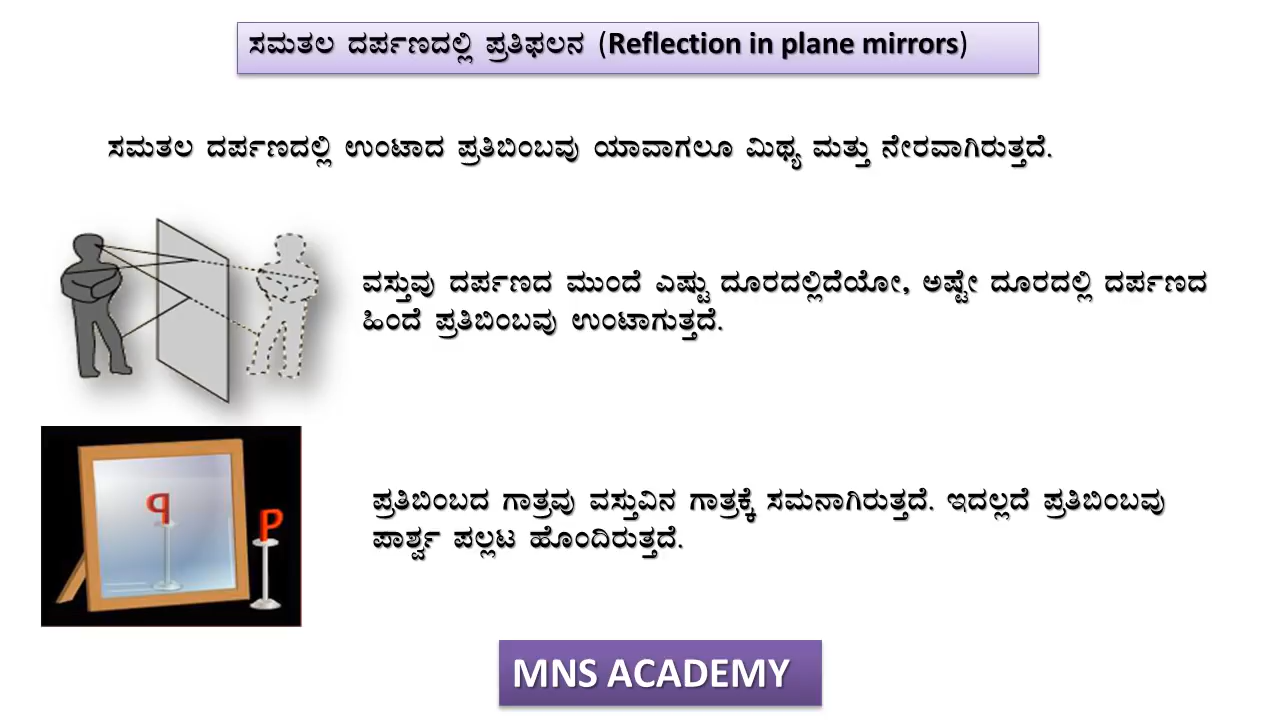 ಸಮತಲ ದರ್ಪಣದಲ್ಲಿ ಪ್ರತಿಫಲನ (Reflection in plane mirrors)
ಸಮತಲ ದರ್ಪಣದಲ್ಲಿ ಉಂಟಾದ ಪ್ರತಿಬಿಂಬವು ಯಾವಾಗಲೂ ಮಿಥ್ಯ ಮತ್ತು ನೇರವಾಗಿರುತ್ತದೆ.
ವಸ್ತುವು ದರ್ಪಣದ ಮುಂದೆ ಎಷ್ಟು ದೂರದಲ್ಲಿದೆಯೋ, ಅಷ್ಟೇ ದೂರದಲ್ಲಿ ದರ್ಪಣದ
ಹಿಂದೆ ಪ್ರತಿಬಿಂಬವು ಉಂಟಾಗುತ್ತದೆ.
P
ಪ್ರತಿಬಿಂಬದ ಗಾತ್ರವು ವಸ್ತುವಿನ ಗಾತ್ರಕ್ಕೆ ಸಮನಾಗಿರುತ್ತದೆ. ಇದಲ್ಲದೆ ಪ್ರತಿಬಿಂಬವು
ಪಾರ್ಶ್ವ ಪಲ್ಲಟ ಹೊಂದಿರುತ್ತದೆ.
MNS ACADEMY